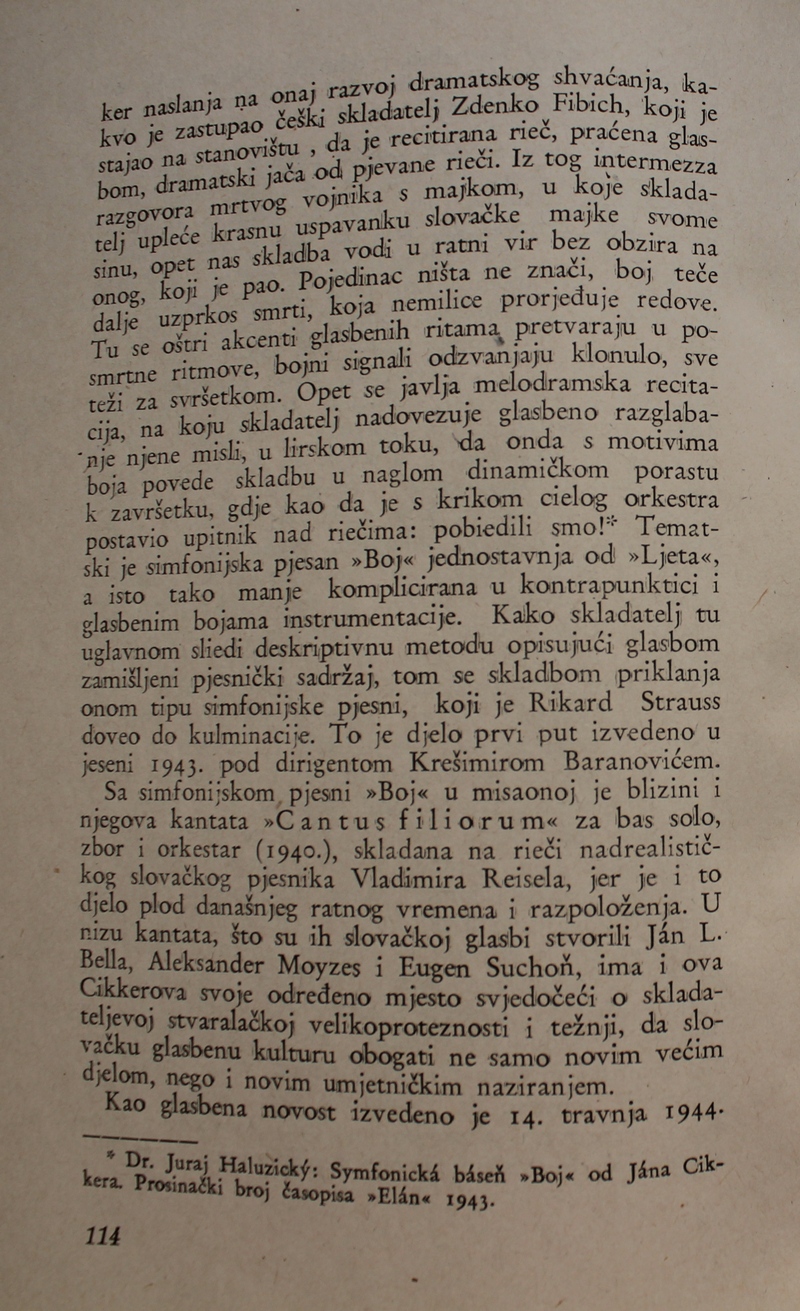 ker naslanja na onaj razvoj dramatskog shvaćanja, ka-
kvo je zastupao češki skladatelj Zdenko Fibich, koji je
stajao na stanovištu, da je recitirana rieč, praćena glas-
bom, dramatski jača od pjevane rieči. Iz tog intermezza
razgovora mrtvog vojnika s majkom, u koje sklada-
telj upleće krasnu uspavanku slovačke majke svome
sinu, opet nas skladba vodi u ratni vir bez obzira na
onog, koji je pao. Pojedinac ništa ne znači, boj teče
dalje uzprkos smrti, koja nemilice prorjeđuje redove.
Tu se oštri akcenti glasbenih ritama pretvaraju u po-
smrtne ritmove, bojni signali odzvanjaju klonulo, sve
teži za svršetkom. Opet se javlja melodramska recita-
cija, na koju skladatelj nadovezuje glasbeno razglaba-
nje njene misli, u lirskom toku, da onda s motivima
boja povede skladbu u naglom dinamičkom porastu
k završetku, gdje kao da je s krikom cielog orkestra
postavio upitnik nad riečima: pobiedili smo!* Temat-
ski je simfonijska pjesan »Boj« jednostavnja od »Ljeta«,
a isto tako manje komplicirana u kontrapunktici i
glasbenim bojama instrumentacije. Kako skladatelj tu
uglavnom sliedi deskriptivnu metodu opisujući glasbom
zamišljeni pjesnički sadržaj, tom se skladbom priklanja
onom tipu simfonijske pjesni, koji je Rikard Strauss
doveo do kulminacije. To je djelo prvi put izvedeno u
jeseni 1943. pod dirigentom Krešimirom Baranovićem.
Sa simfonijskom pjesni »Boj« u misaonoj je blizini i
njegova kantata »Cantus filiorum« za bas solo,
zbor i orkestar (1940.), skladana na rieči nadrealistič-
kog slovačkog pjesnika Vladimira Reisela, jer je i to
djelo plod današnjeg ratnog vremena i razpoloženja. U
nizu kantata, što su ih slovačkoj glasbi stvorili Ján L.
Bella, Aleksander Moyzes i Eugen Suchoň, ima i ova
Cikkerova svoje određeno mjesto svjedočeći o sklada-
teljevoj stvaralačkoj velikoproteznosti i težnji, da slo-
vačku glasbenu kulturu obogati ne samo novim većim
djelom, nego i novim umjetničkim naziranjem.
Kao glasbena novost izvedeno je 14. travnja 1944.
* Dr. Juraj Haluzický: Symfonická báseň »Boj« od Jána Cik-
kera. Prosinački broj časopisa »Elán« 1943.
114